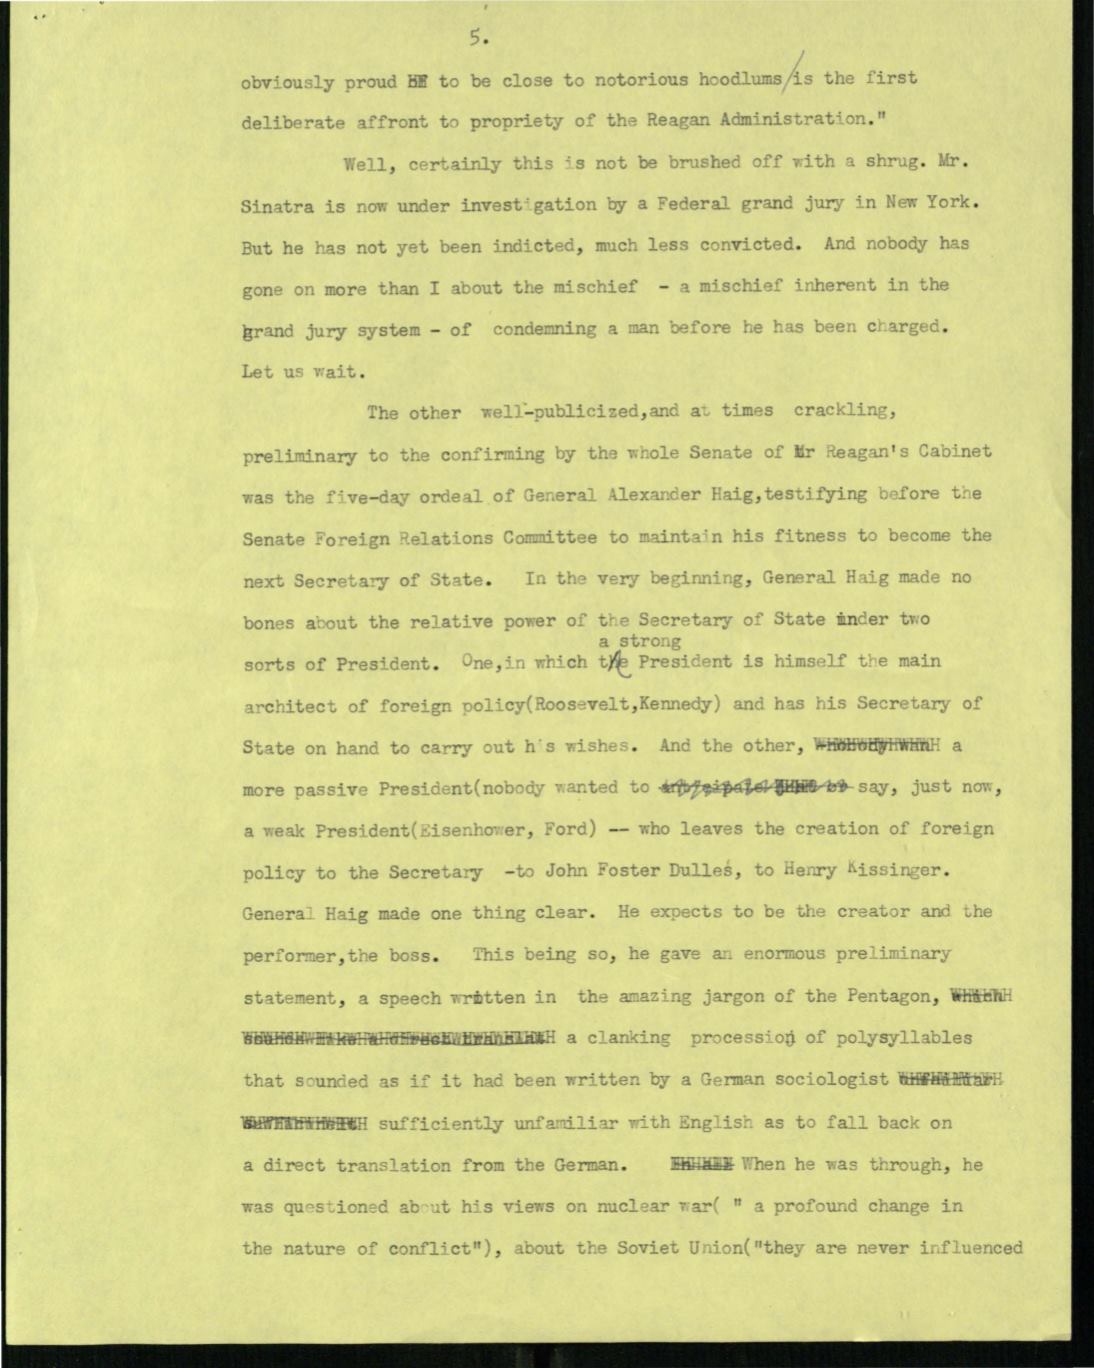 5.
obviously proud to be close to notorious hoodlums/is the first
deliberate affront to propriety of the Reagan Administration."
Well, certainly this is not be brushed off with a shrug. Mr.
Sinatra is now under investigation by a Federal grand jury in New York.
But he has not yet been indicted, much less convicted. And nobody has
gone on more than I about the mischief - a mischief inherent in the
grand jury system - of condemning a man before he has been charged.
Let us wait.
The other well-publicized,and at times crackling,
preliminary to the confirming by the whole Senate of Mr Reagan's Cabinet
was the five-day ordeal of General Alexander Haig,testifying before the
Senate Foreign Relations Committee to maintain his fitness to become the
next Secretary of State. In the very beginning, General Haig made no
bones about the relative power of the Secretary of State under two
a strong
sorts of President. One,in which the President is himself the main
architect of foreign policy(Roosevelt,Kennedy) and has his Secretary of
State on hand to carry out his wishes. And the other, a
more passive President(nobody wanted to say, just now,
a weak President(Eisenhower, Ford) -- who leaves the creation of foreign
policy to the Secretary -to John Foster Dulles, to Henry Kissinger.
General Haig made one thing clear. He expects to be the creator and the
performer,the boss. This being so, he gave an enormous preliminary
statement, a speech written in the amazing jargon of the Pentagon,
a clanking procession of polysyllables
that sounded as if it had been written by a German sociologist
sufficiently unfamiliar with English as to fall back on
a direct translation from the German. When he was through, he
was questioned about his views on nuclear war( " a profound change in
the nature of conflict"), about the Soviet Union("they are never influenced